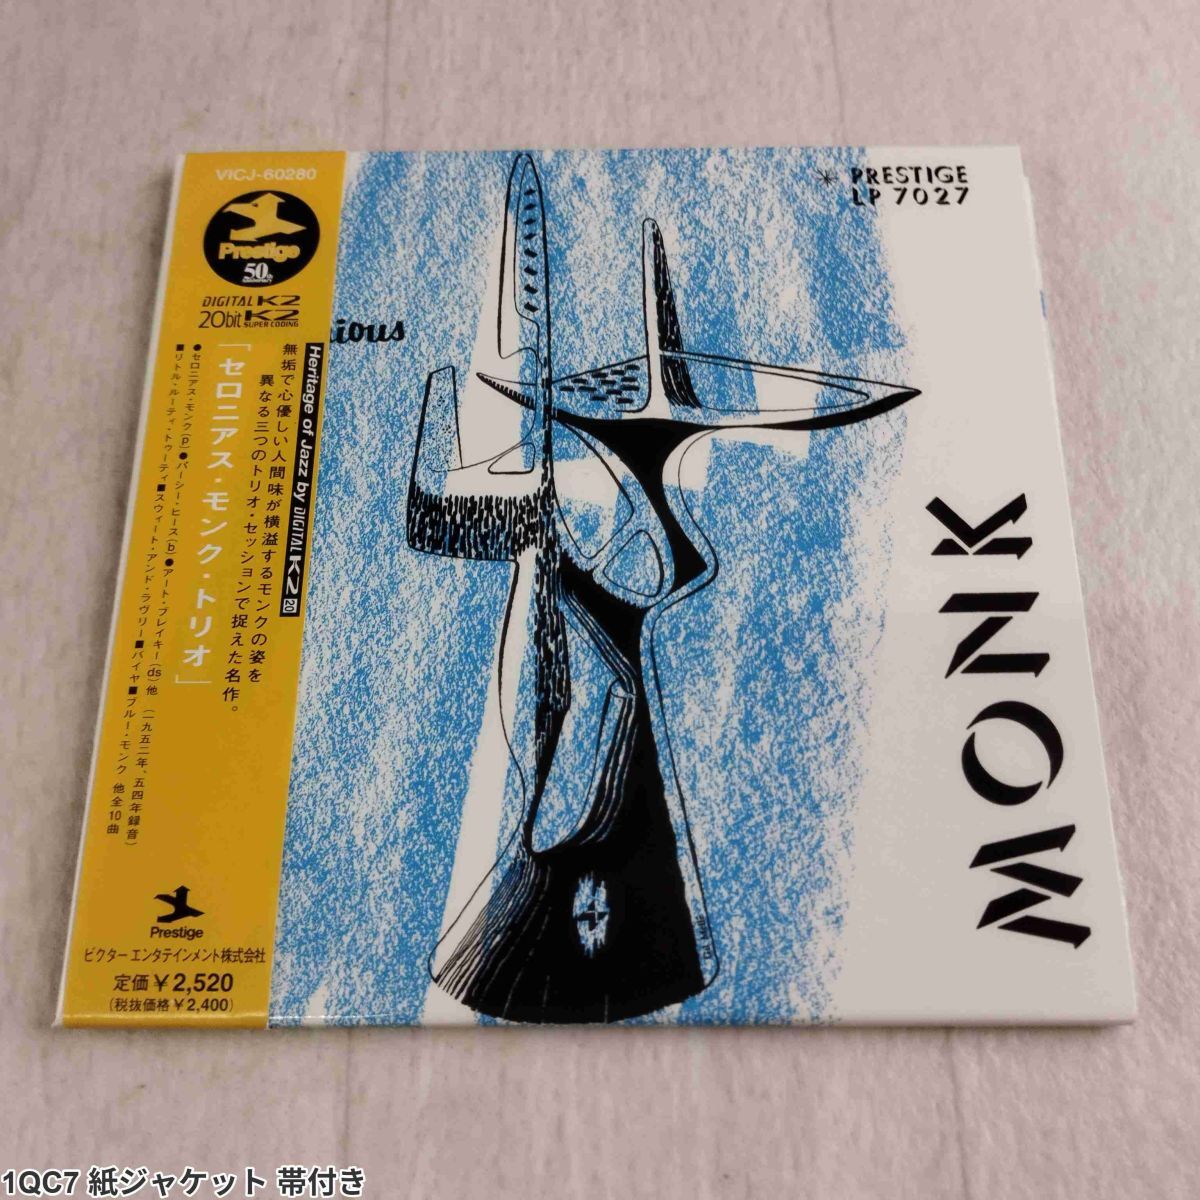 VICJ-60280
Prestige
50th
DIGITAL K2
20bit K2
SUPER CODING
Heritage of Jazz by DIGITAL K2 20
無垢で心優しい人間味が横溢するモンクの姿を
異なる三つのトリオ・セッションで捉えた名作。
「セロニアス・モンク・トリオ」
●セロニアス・モンク(p)●パーシー・ヒース(b)●アート・ブレイキー(ds)他 (一九五二年、五四年録音)
■リトル・ルーティ・トゥーティ■スウィート・アンド・ラヴリー■バイヤ■ブルー・モンク 他全10曲
Prestige
ビクター エンタテインメント株式会社
定価￥2,520
(税抜価格￥2,400)
ious
* PRESTIGE
LP 7027
MONK
1QC7 紙ジャケット 帯付き